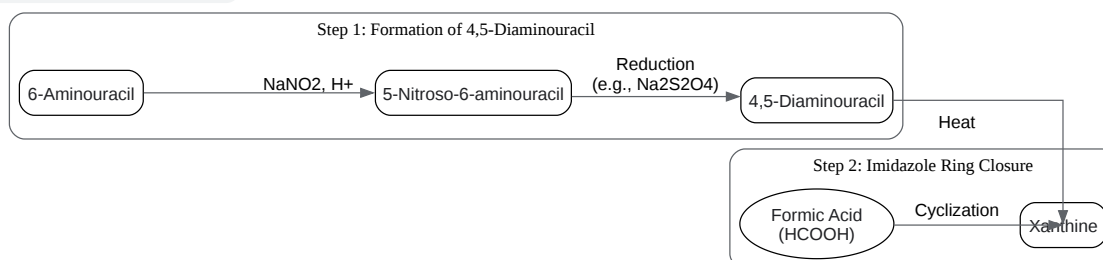 Step 1: Formation of 4,5-Diaminouracil
6-Aminouracil
NaNO2, H+
5-Nitroso-6-aminouracil
Reduction
(e.g., Na2S2O4)
4,5-Diaminouracil
Heat
Step 2: Imidazole Ring Closure
Formic Acid
(HCOOH)
Cyclization
Xanthine